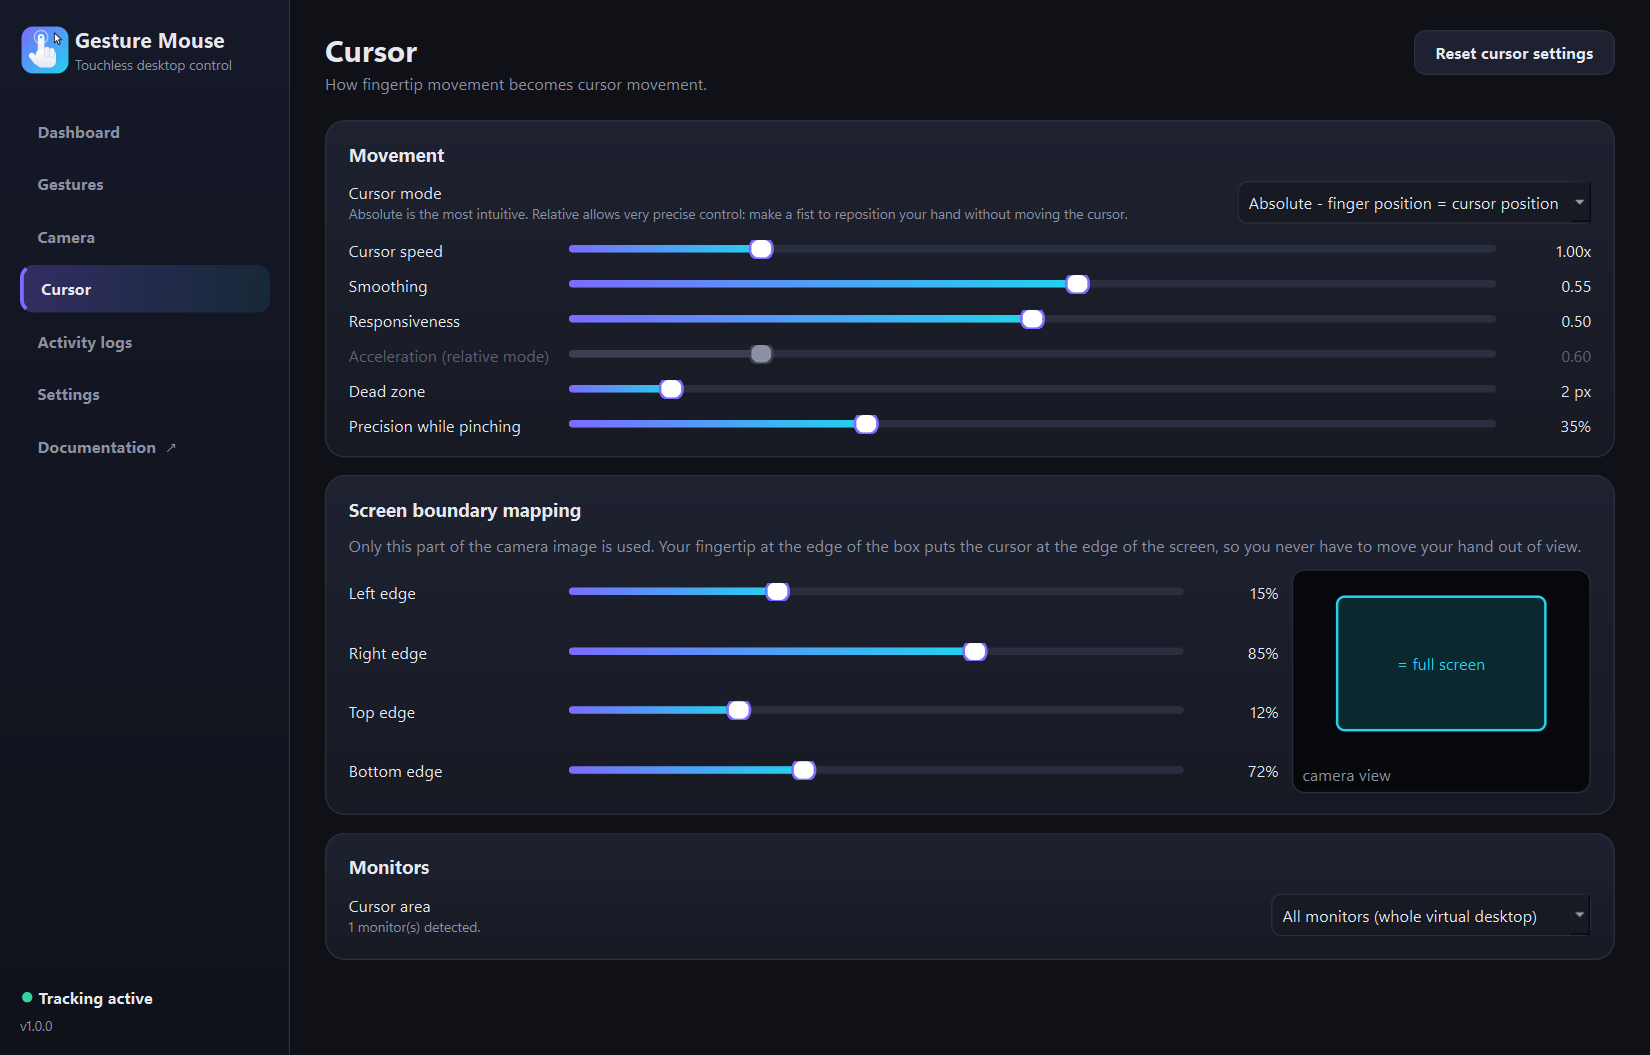 Gesture Mouse
Touchless desktop control
Dashboard
Gestures
Camera
Cursor
Activity logs
Settings
Documentation ↗
Tracking active
v1.0.0
Cursor
How fingertip movement becomes cursor movement.
Reset cursor settings
Movement
Cursor mode
Absolute is the most intuitive. Relative allows very precise control: make a fist to reposition your hand without moving the cursor.
Absolute - finger position = cursor position
Cursor speed 1.00x
Smoothing 0.55
Responsiveness 0.50
Acceleration (relative mode) 0.60
Dead zone 2 px
Precision while pinching 35%
Screen boundary mapping
Only this part of the camera image is used. Your fingertip at the edge of the box puts the cursor at the edge of the screen, so you never have to move your hand out of view.
Left edge 15%
Right edge 85%
Top edge 12%
Bottom edge 72%
= full screen
camera view
Monitors
Cursor area
1 monitor(s) detected.
All monitors (whole virtual desktop)